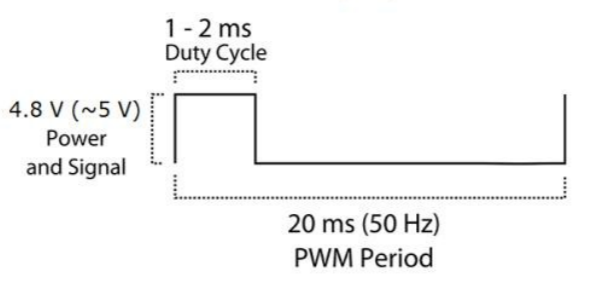 1 - 2 ms
Duty Cycle
4.8 V (~5 V)
Power
and Signal
20 ms (50 Hz)
PWM Period